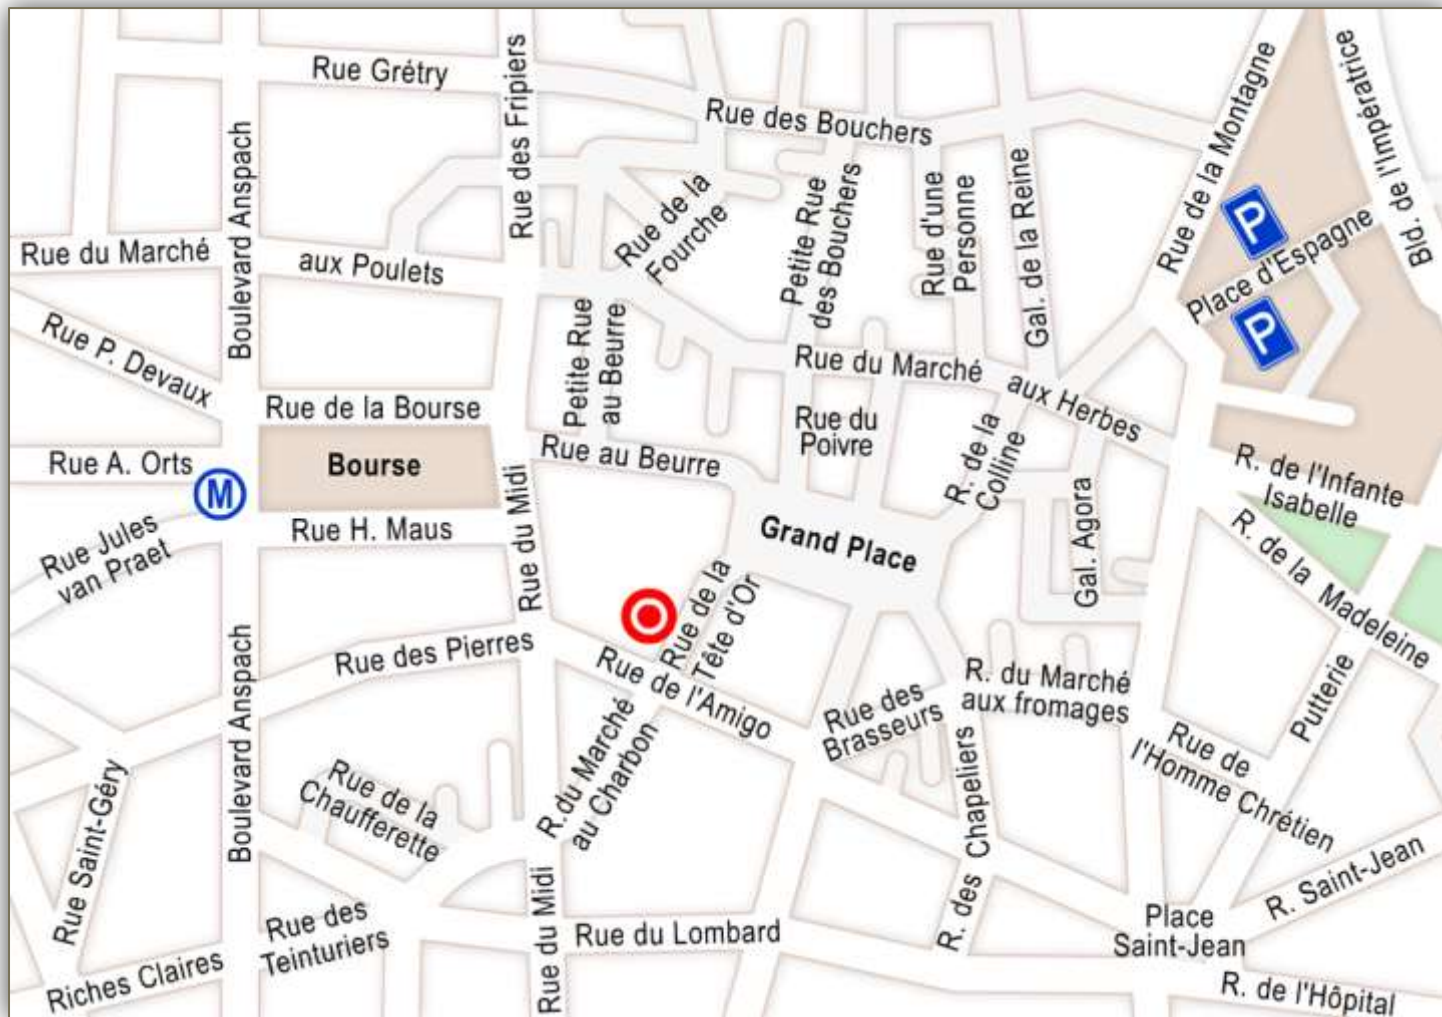 Rue Grétry
Rue des Fripiers
Rue des Bouchers
Rue de la Montagne
Bld. de l'Impératrice
Boulevard Anspach
Rue de la
Fourche
Petite Rue
des Bouchers
Rue d'une
Personne
Gal. de la Reine
P
Place d'Espagne
P
Rue du Marché
aux Poulets
Rue P. Devaux
Petite Rue
au Beurre
Rue du Marché
aux Herbes
Rue de la Bourse
Rue du
Poivre
R. de la
Colline
Rue A. Orts
M
Bourse
Rue du Midi
Rue au Beurre
R. de l'Infante
Isabelle
Rue Jules
van Praet
Rue H. Maus
Grand Place
Gal. Agora
R. de la Madeleine
Rue de la
Tête d'Or
Rue des Pierres
Rue de l'Amigo
R. du Marché
aux fromages
Putterie
Boulevard Anspach
Rue des
Brasseurs
R.du Marché
au Charbon
Rue de
l'Homme Chrétien
Rue Saint-Géry
Rue de la
Chaufferette
R. des Chapeliers
R. Saint-Jean
Rue des
Teinturiers
Rue du Midi
Rue du Lombard
Place
Saint-Jean
Riches Claires
R. de l'Hôpital